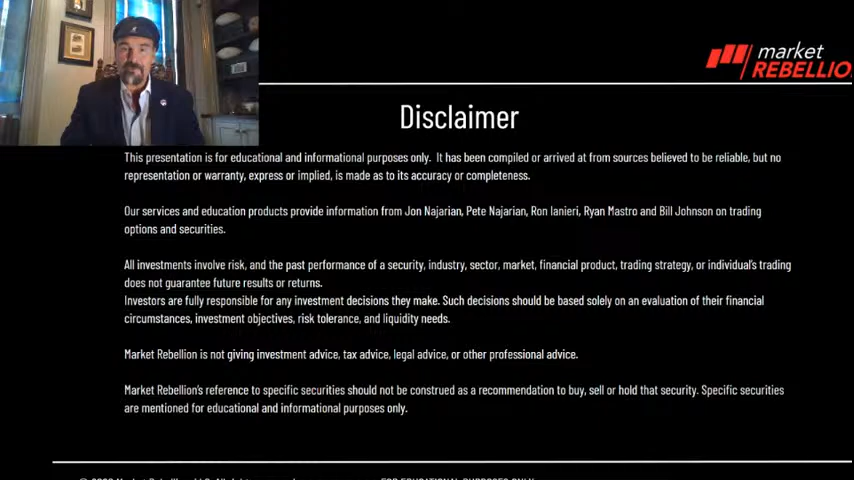 market
REBELLIO
Disclaimer
This presentation is for educational and informational purposes only. It has been compiled or arrived at from sources believed to be reliable, but no
representation or warranty, express or implied, is made as to its accuracy or completeness.
Our services and education products provide information from Jon Najarian, Pete Najarian, Ron Ianieri, Ryan Mastro and Bill Johnson on trading
options and securities.
All investments involve risk, and the past performance of a security, industry, sector, market, financial product, trading strategy, or individual's trading
does not guarantee future results or returns.
Investors are fully responsible for any investment decisions they make. Such decisions should be based solely on an evaluation of their financial
circumstances, investment objectives, risk tolerance, and liquidity needs.
Market Rebellion is not giving investment advice, tax advice, legal advice, or other professional advice.
Market Rebellion's reference to specific securities should not be construed as a recommendation to buy, sell or hold that security. Specific securities
are mentioned for educational and informational purposes only.
FOR EDUCATIONAL PURPOSES ONLY